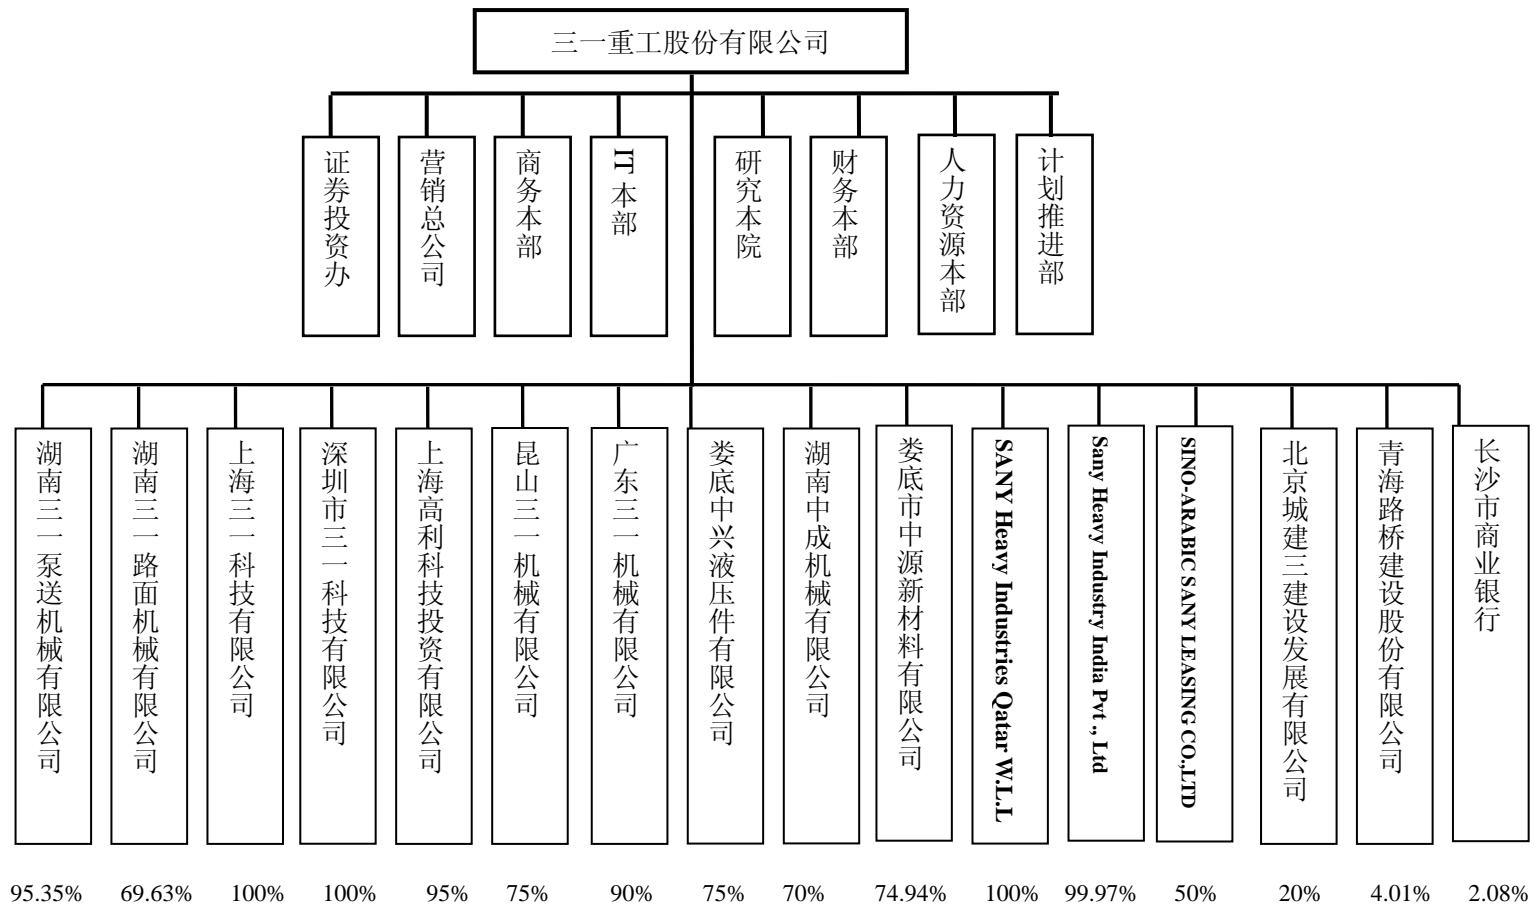 三一重工股份有限公司
证券投资办
营销总公司
商务本部
IT 本部
研究本院
财务本部
人力资源本部
计划推进部
湖南三一泵送机械有限公司
湖南三一路面机械有限公司
上海三一科技有限公司
深圳市三一科技有限公司
上海高利科技投资有限公司
昆山三一机械有限公司
广东三一机械有限公司
娄底中兴液压件有限公司
湖南中成机械有限公司
娄底市中源新材料有限公司
SANY Heavy Industries Qatar W.L.L
Sany Heavy Industry India Pvt ., Ltd
SINO-ARABIC SANY LEASING CO.,LTD
北京城建三建设发展有限公司
青海路桥建设股份有限公司
长沙市商业银行
95.35% 69.63% 100% 100% 95% 75% 90% 75% 70% 74.94% 100% 99.97% 50% 20% 4.01% 2.08%